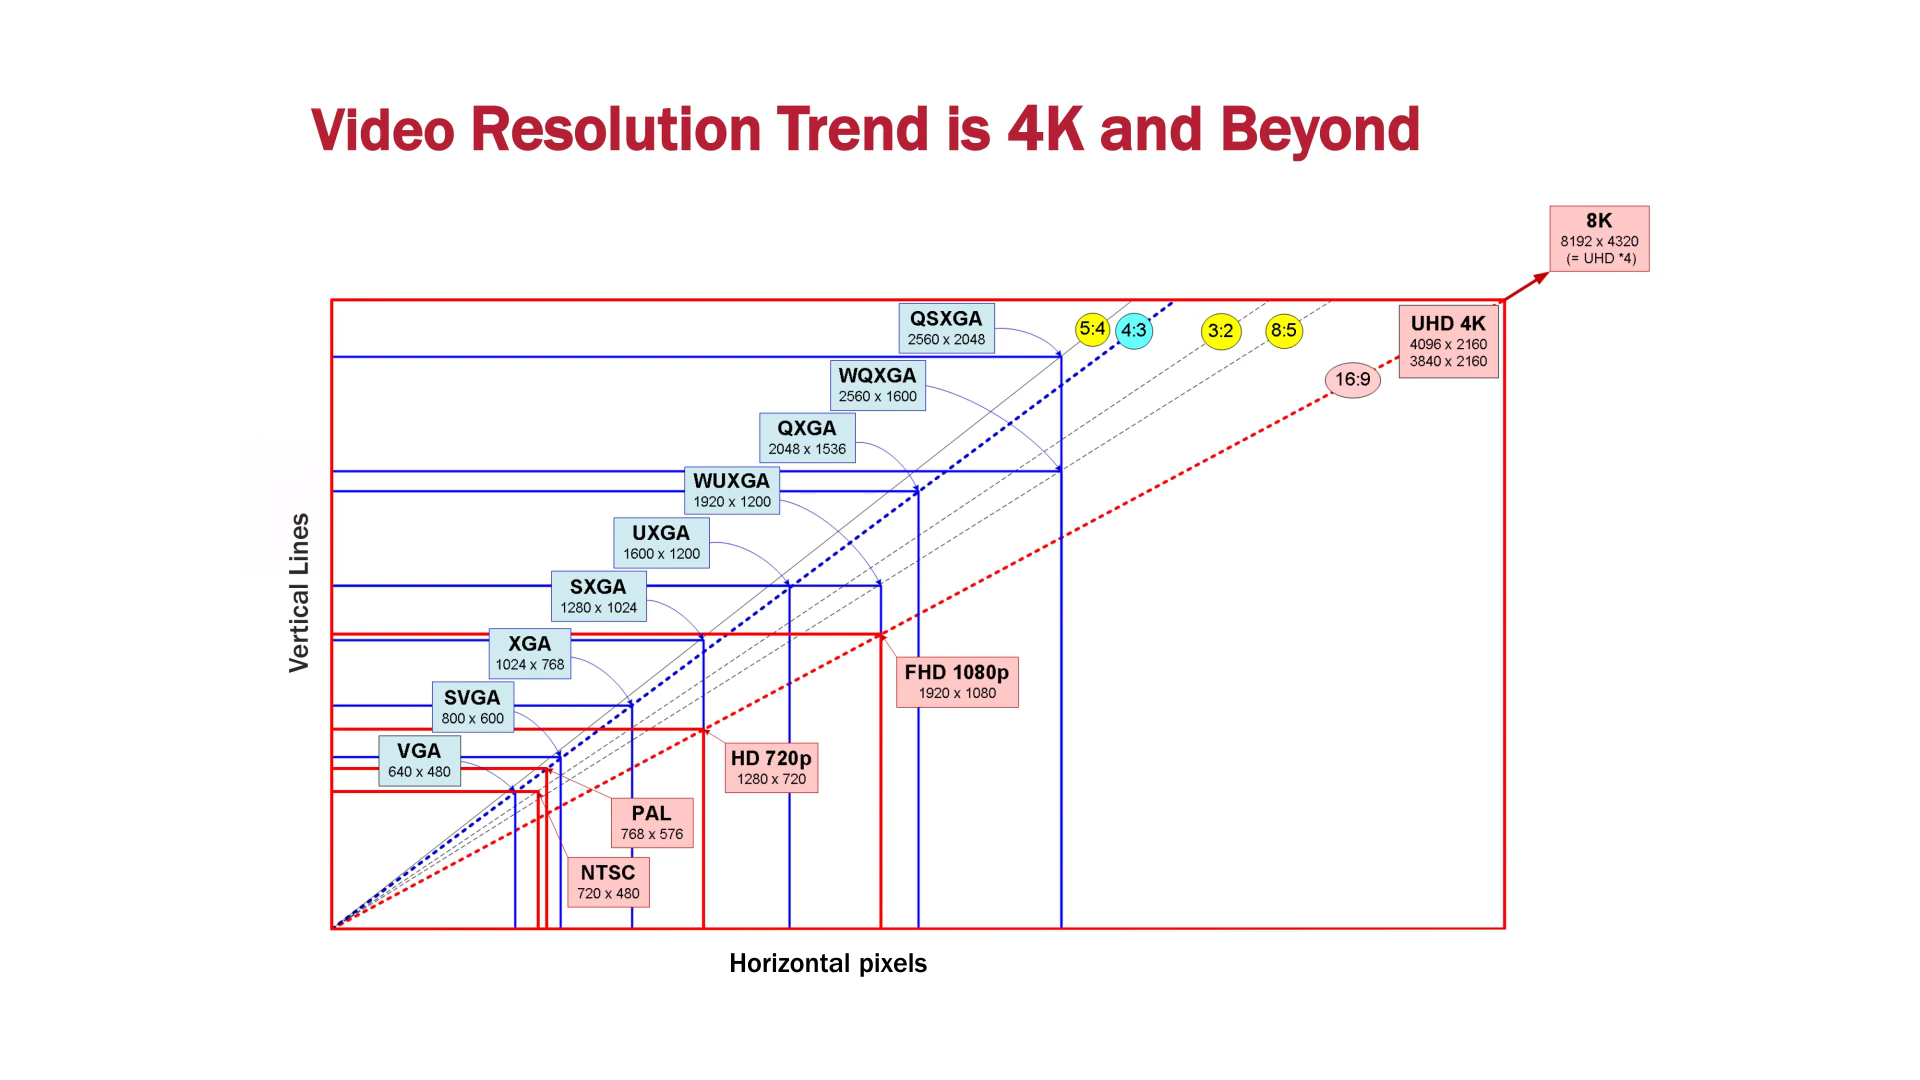 Video Resolution Trend is 4K and Beyond
8K
8192 x 4320
(= UHD *4)
QSXGA
2560 x 2048
5:4
4:3
3:2
8:5
UHD 4K
4096 x 2160
3840 x 2160
WQXGA
2560 x 1600
16:9
QXGA
2048 x 1536
WUXGA
1920 x 1200
UXGA
1600 x 1200
SXGA
1280 x 1024
XGA
1024 x 768
FHD 1080p
1920 x 1080
SVGA
800 x 600
VGA
640 x 480
HD 720p
1280 x 720
PAL
768 x 576
NTSC
720 x 480
Vertical Lines
Horizontal pixels